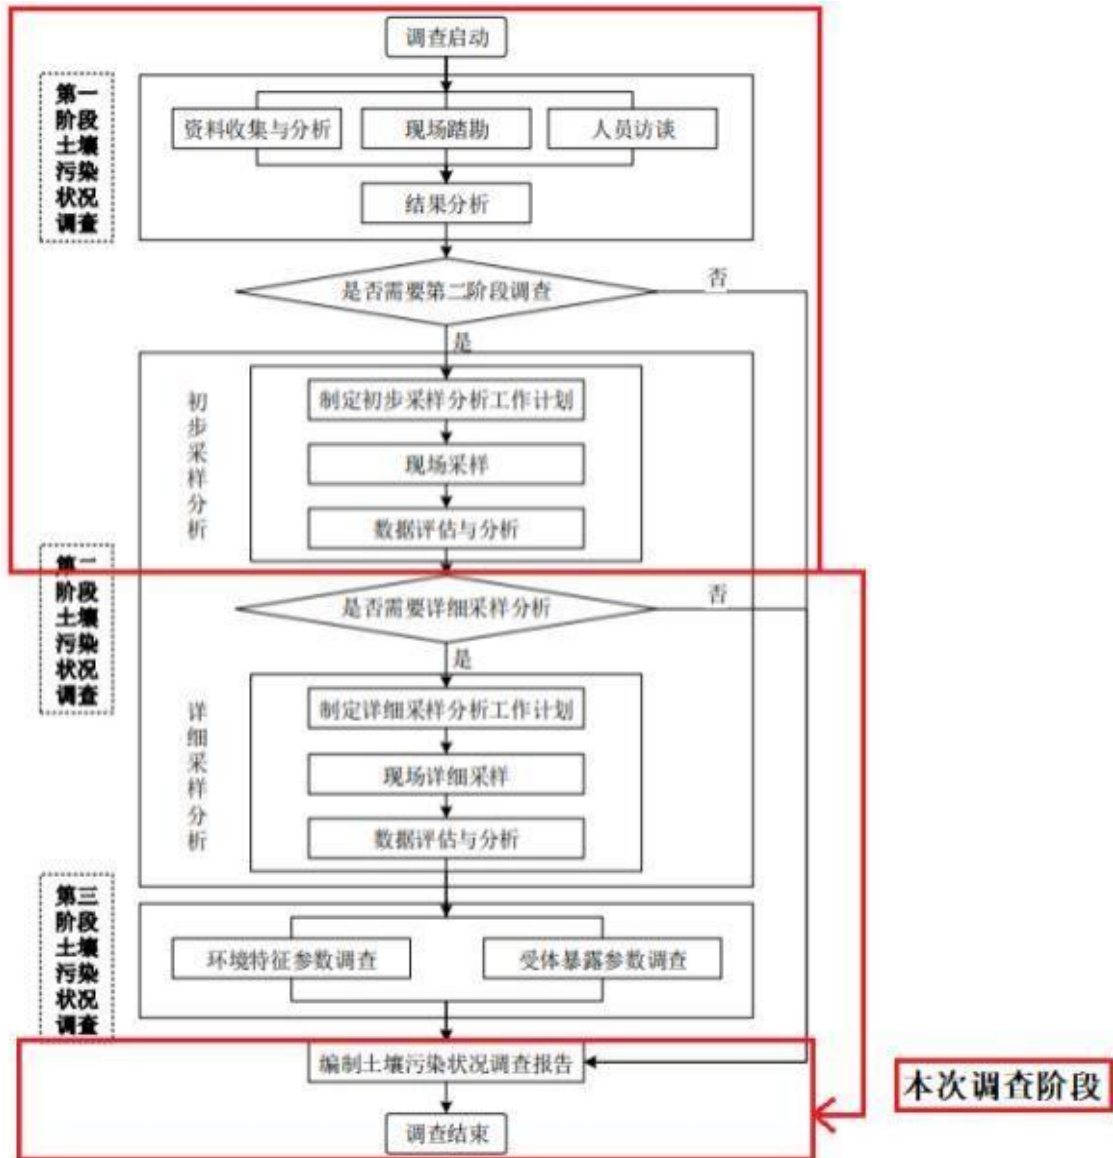 调查启动
第一
阶段
土壤
污染
状况
调查
资料收集与分析
现场踏勘
人员访谈
结果分析
是否需要第二阶段调查
否
是
初步采样分析
制定初步采样分析工作计划
现场采样
数据评估与分析
第二
阶段
土壤
污染
状况
调查
是否需要详细采样分析
否
是
详细采样分析
制定详细采样分析工作计划
现场详细采样
数据评估与分析
第三
阶段
土壤
污染
状况
调查
环境特征参数调查
受体暴露参数调查
编制土壤污染状况调查报告
本次调查阶段
调查结束